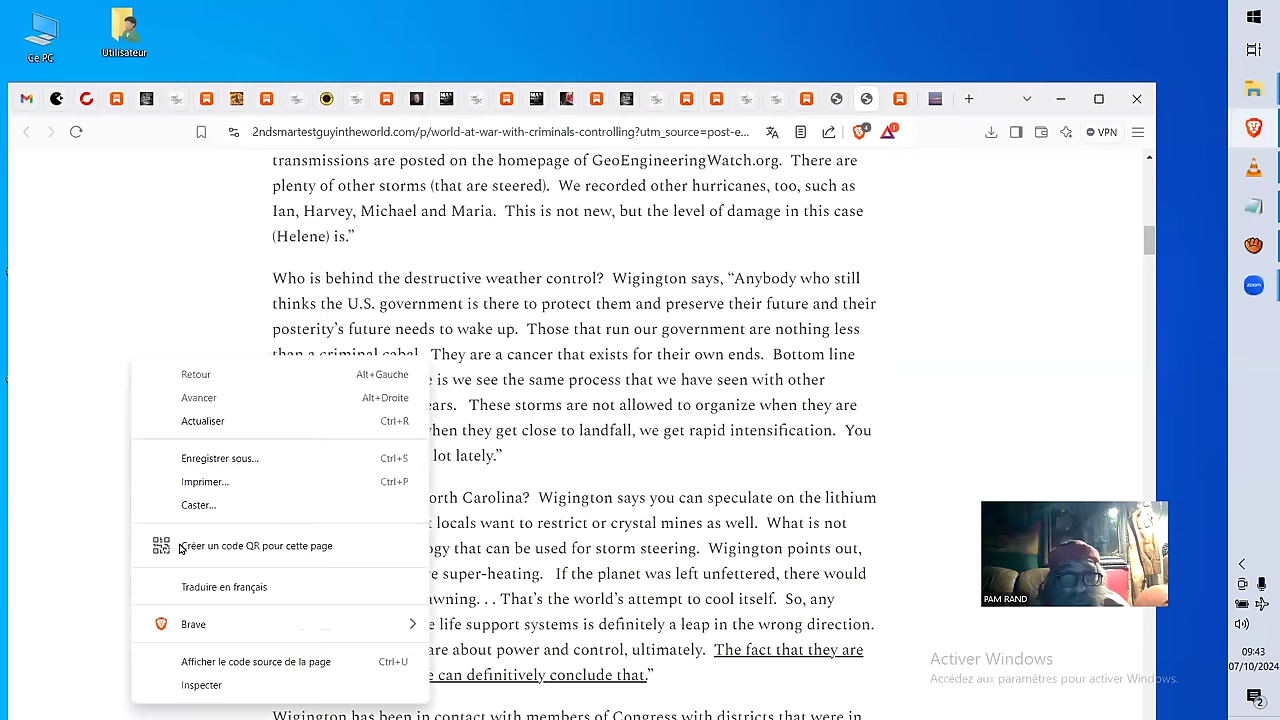 Ce PC
Utilisateur
2ndsmartestguyintheworld.com/p/world-at-war-with-criminals-controlling?utm_source=post-e...
VPN
transmissions are posted on the homepage of GeoEngineeringWatch.org. There are
plenty of other storms (that are steered). We recorded other hurricanes, too, such as
Ian, Harvey, Michael and Maria. This is not new, but the level of damage in this case
(Helene) is.”
Who is behind the destructive weather control? Wigington says, “Anybody who still
thinks the U.S. government is there to protect them and preserve their future and their
posterity’s future needs to wake up. Those that run our government are nothing less
than a criminal cabal. They are a cancer that exists for their own ends. Bottom line
e is we see the same process that we have seen with other
ears. These storms are not allowed to organize when they are
when they get close to landfall, we get rapid intensification. You
lot lately.”
orth Carolina? Wigington says you can speculate on the lithium
t locals want to restrict or crystal mines as well. What is not
ogy that can be used for storm steering. Wigington points out,
e super-heating. If the planet was left unfettered, there would
awning. . . That’s the world’s attempt to cool itself. So, any
e life support systems is definitely a leap in the wrong direction.
are about power and control, ultimately. The fact that they are
e can definitively conclude that.”
Wigington has been in contact with members of Congress with districts that were in
Retour Alt+Gauche
Avancer Alt+Droite
Actualiser Ctrl+R
Enregistrer sous... Ctrl+S
Imprimer... Ctrl+P
Caster...
Créer un code QR pour cette page
Traduire en français
Brave
Afficher le code source de la page Ctrl+U
Inspecter
PAM RAND
Activer Windows
Accédez aux paramètres pour activer Windows.
zoom
09:43
07/10/2024
2